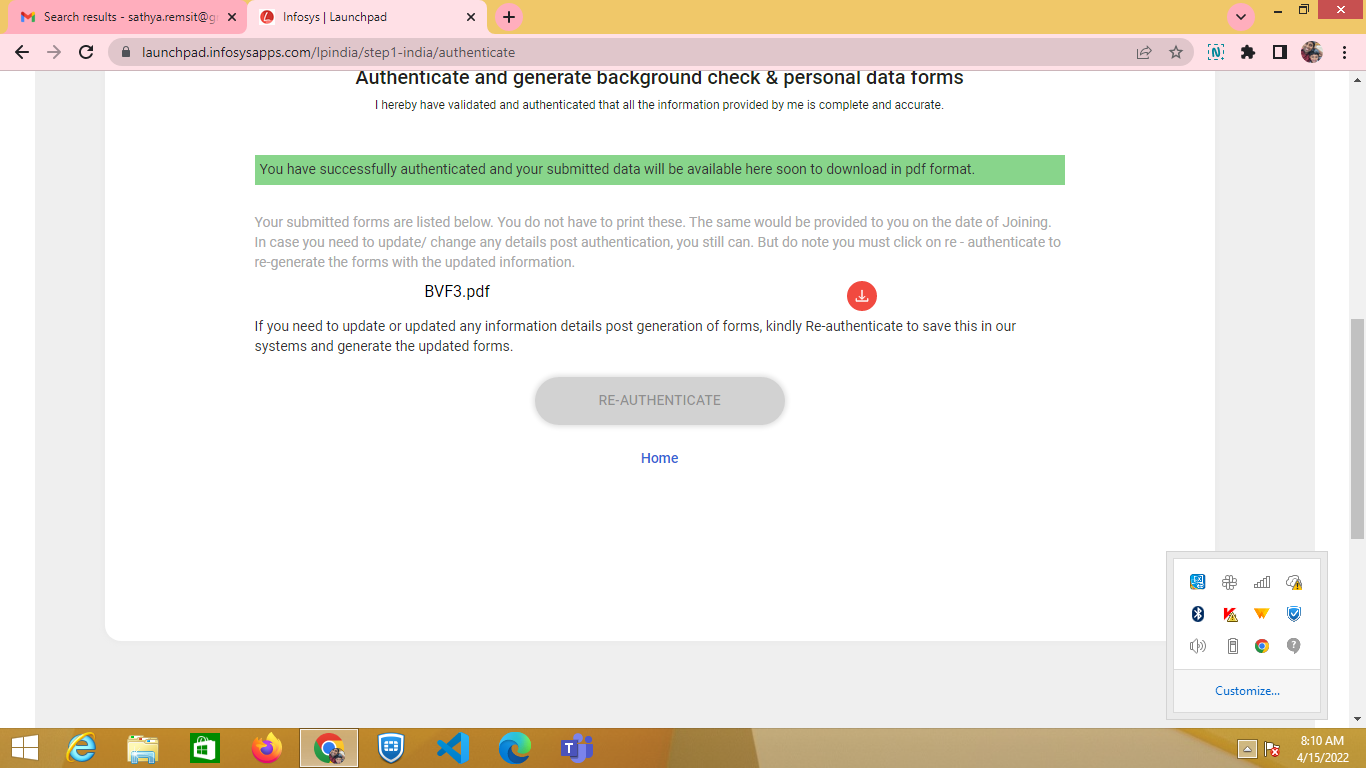 Search results - sathya.remsit@g
Infosys | Launchpad
launchpad.infosysapps.com/lpindia/step1-india/authenticate
Authenticate and generate background check & personal data forms
I hereby have validated and authenticated that all the information provided by me is complete and accurate.
You have successfully authenticated and your submitted data will be available here soon to download in pdf format.
Your submitted forms are listed below. You do not have to print these. The same would be provided to you on the date of Joining.
In case you need to update/ change any details post authentication, you still can. But do note you must click on re - authenticate to
re-generate the forms with the updated information.
BVF3.pdf
If you need to update or updated any information details post generation of forms, kindly Re-authenticate to save this in our
systems and generate the updated forms.
RE-AUTHENTICATE
Home
Customize...
8:10 AM
4/15/2022